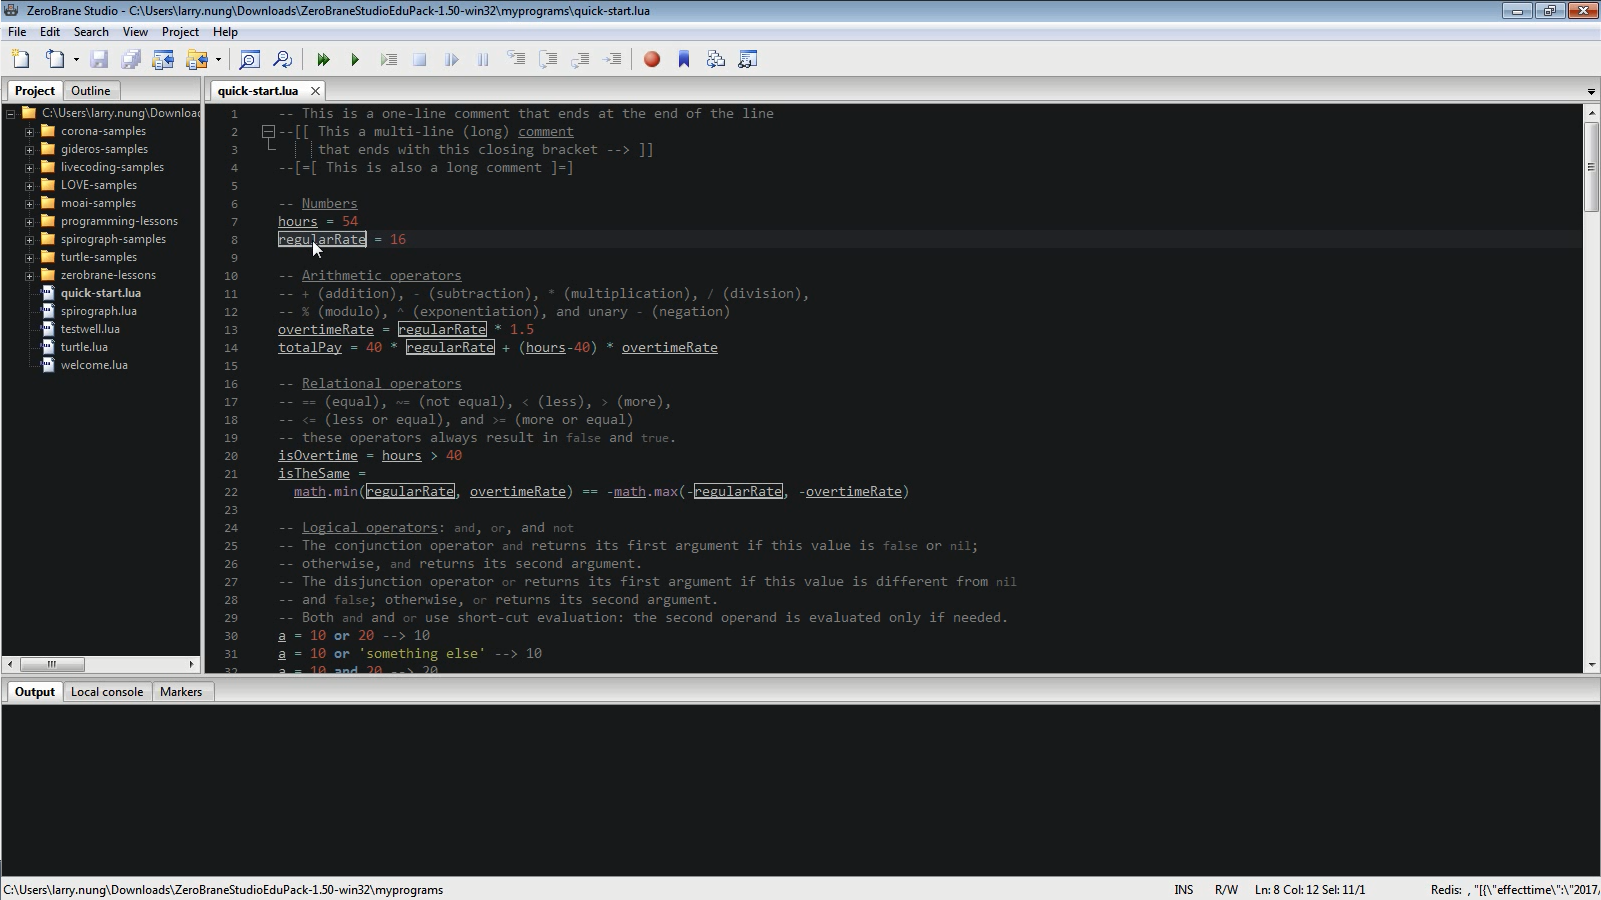 ZeroBrane Studio - C:\Users\larry.nung\Downloads\ZeroBraneStudioEduPack-1.50-win32\myprograms\quick-start.lua
File Edit Search View Project Help
Project Outline
quick-start.lua
C:\Users\larry.nung\Downloa
corona-samples
gideros-samples
livecoding-samples
LOVE-samples
moai-samples
programming-lessons
spirograph-samples
turtle-samples
zerobrane-lessons
quick-start.lua
spirograph.lua
testwell.lua
turtle.lua
welcome.lua
1 -- This is a one-line comment that ends at the end of the line
2 --[[ This a multi-line (long) comment
3 that ends with this closing bracket --> ]]
4 --[=[ This is also a long comment ]=]
5
6 -- Numbers
7 hours = 54
8 regularRate = 16
9
10 -- Arithmetic operators
11 -- + (addition), - (subtraction), * (multiplication), / (division),
12 -- % (modulo), ^ (exponentiation), and unary - (negation)
13 overtimeRate = regularRate * 1.5
14 totalPay = 40 * regularRate + (hours-40) * overtimeRate
15
16 -- Relational operators
17 -- == (equal), ~= (not equal), < (less), > (more),
18 -- <= (less or equal), and >= (more or equal)
19 -- these operators always result in false and true.
20 isOvertime = hours > 40
21 isTheSame =
22 math.min(regularRate, overtimeRate) == -math.max(-regularRate, -overtimeRate)
23
24 -- Logical operators: and, or, and not
25 -- The conjunction operator and returns its first argument if this value is false or nil;
26 -- otherwise, and returns its second argument.
27 -- The disjunction operator or returns its first argument if this value is different from nil
28 -- and false; otherwise, or returns its second argument.
29 -- Both and and or use short-cut evaluation: the second operand is evaluated only if needed.
30 a = 10 or 20 --> 10
31 a = 10 or 'something else' --> 10
32 a = 10 and 20 --> 20
Output Local console Markers
C:\Users\larry.nung\Downloads\ZeroBraneStudioEduPack-1.50-win32\myprograms
INS R/W Ln: 8 Col: 12 Sel: 11/1 Redis: , "[{\"effecttime\":\"2017/